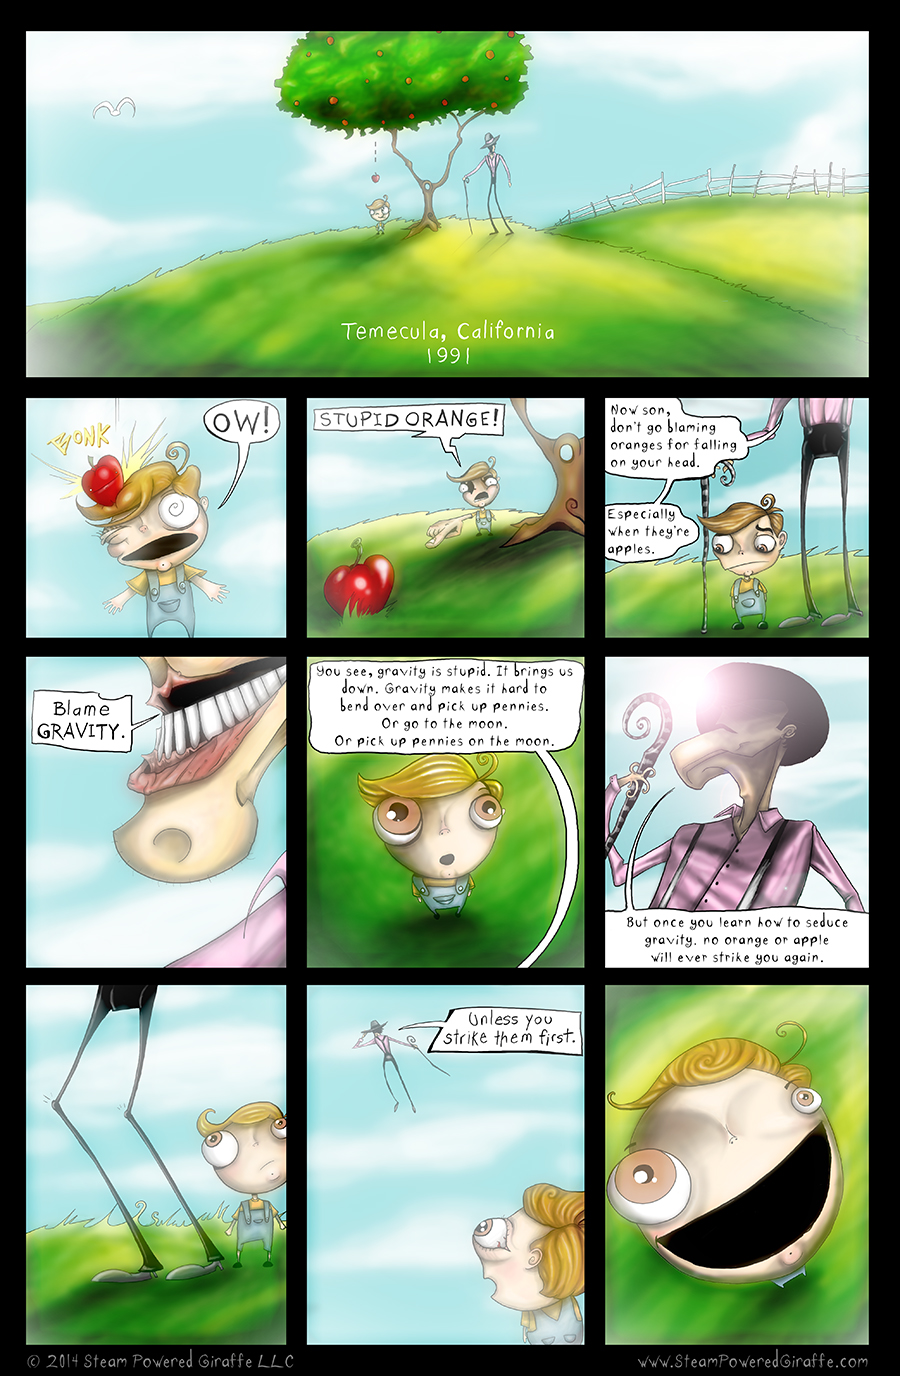 Temecula, California
1991
PHONK
OW!
STUPID ORANGE!
Now son,
don't go blaming
oranges for falling
on your head.
Especially
when they're
apples.
Blame
GRAVITY.
You see, gravity is stupid. It brings us
down. Gravity makes it hard to
bend over and pick up pennies.
Or go to the moon.
Or pick up pennies on the moon.
But once you learn how to seduce
gravity. no orange or apple
will ever strike you again.
Unless you
strike them first.
© 2014 Steam Powered Giraffe LLC
www.SteamPoweredGiraffe.com